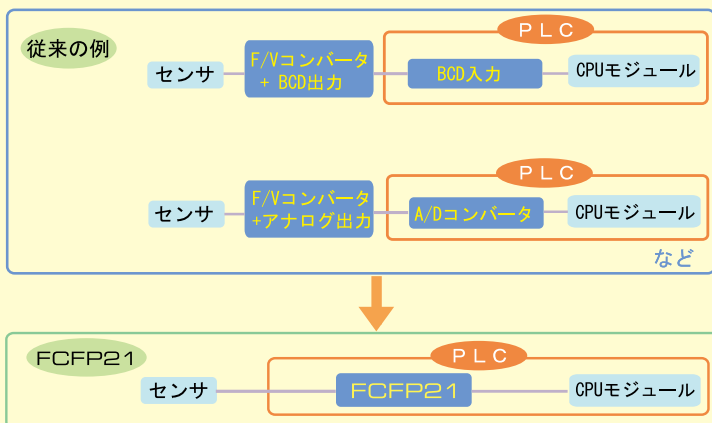 従来の例
PLC
センサ
F/Vコンバータ
+ BCD出力
BCD入力
CPUモジュール
PLC
センサ
F/Vコンバータ
+アナログ出力
A/Dコンバータ
CPUモジュール
など
FCFP21
PLC
センサ
FCFP21
CPUモジュール